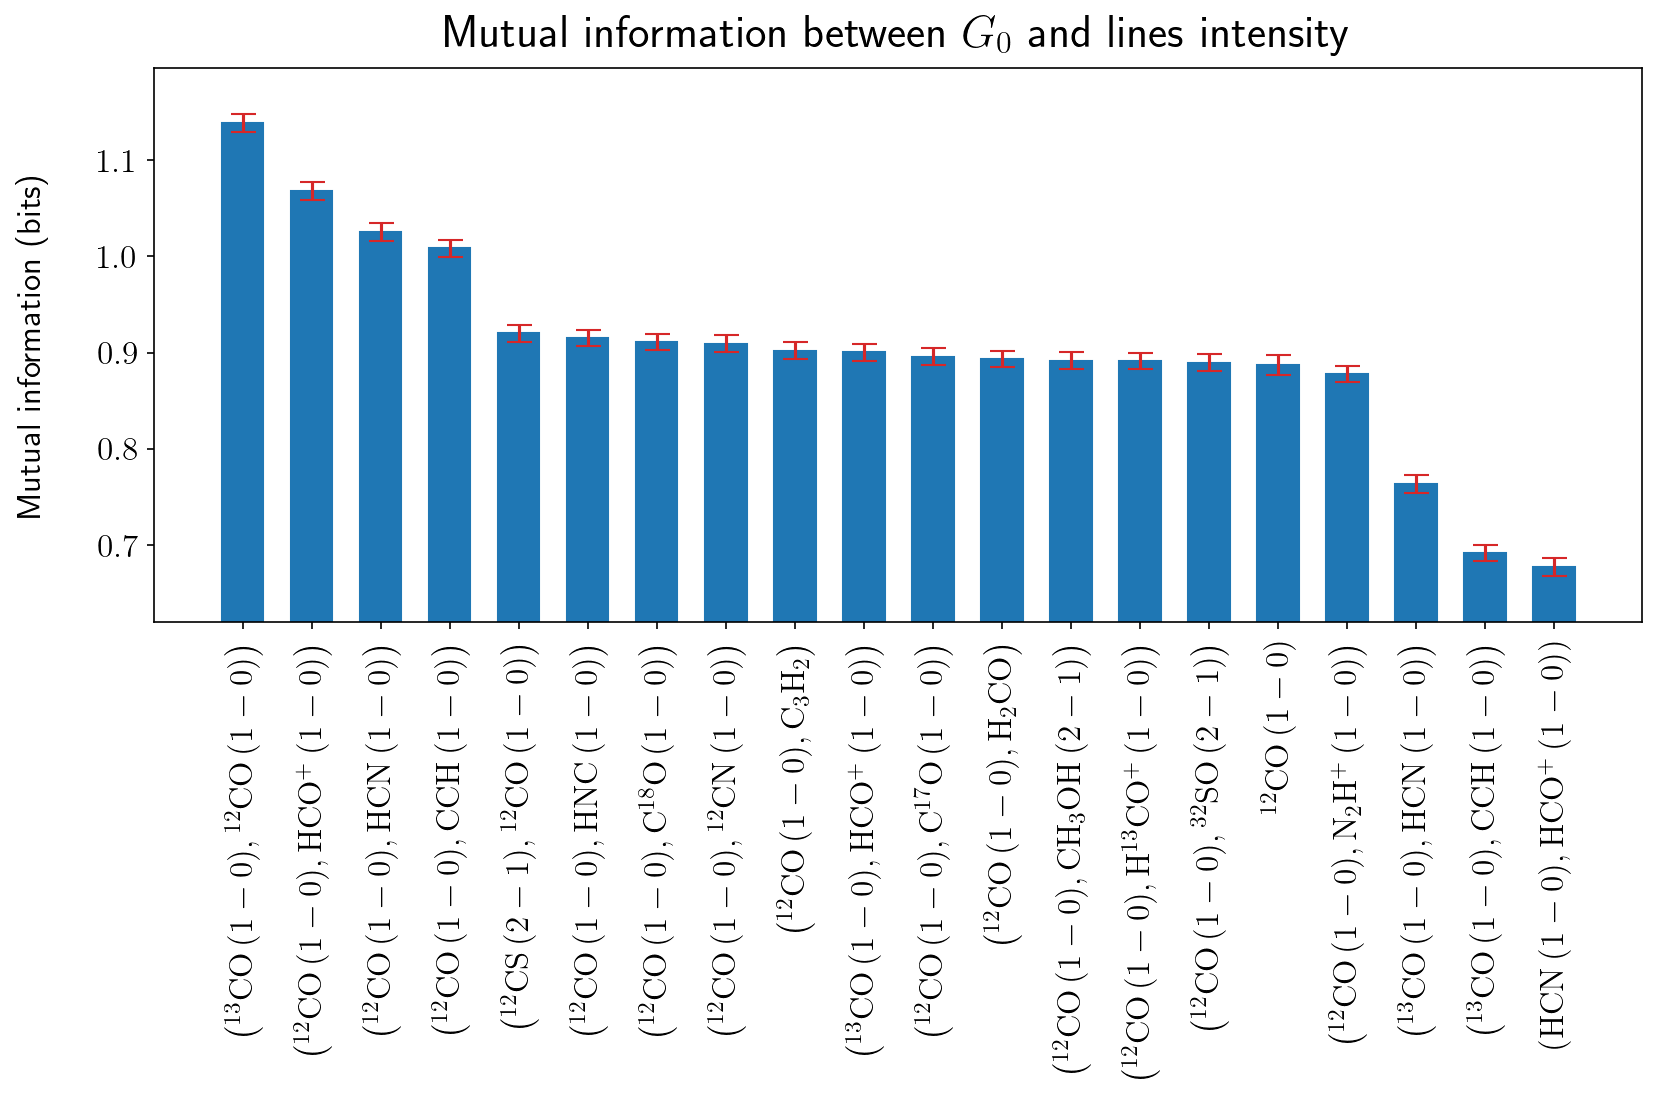 Mutual information between G₀ and lines intensity
Mutual information (bits)
1.1
1.0
0.9
0.8
0.7
(¹³CO (1 − 0), ¹²CO (1 − 0))
(¹²CO (1 − 0), HCO⁺ (1 − 0))
(¹²CO (1 − 0), HCN (1 − 0))
(¹²CO (1 − 0), CCH (1 − 0))
(¹²CS (2 − 1), ¹²CO (1 − 0))
(¹²CO (1 − 0), HNC (1 − 0))
(¹²CO (1 − 0), C¹⁸O (1 − 0))
(¹²CO (1 − 0), ¹²CN (1 − 0))
(¹²CO (1 − 0), C₃H₂)
(¹³CO (1 − 0), HCO⁺ (1 − 0))
(¹²CO (1 − 0), C¹⁷O (1 − 0))
(¹²CO (1 − 0), H₂CO)
(¹²CO (1 − 0), CH₃OH (2 − 1))
(¹²CO (1 − 0), H¹³CO⁺ (1 − 0))
(¹²CO (1 − 0), ³²SO (2 − 1))
¹²CO (1 − 0)
(¹²CO (1 − 0), N₂H⁺ (1 − 0))
(¹³CO (1 − 0), HCN (1 − 0))
(¹³CO (1 − 0), CCH (1 − 0))
(HCN (1 − 0), HCO⁺ (1 − 0))